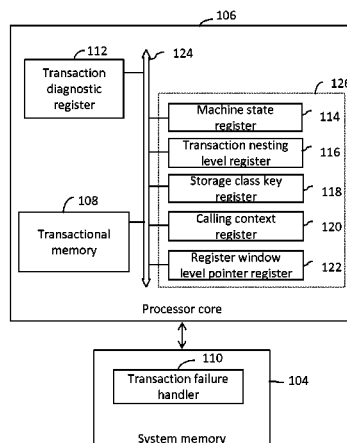 106
112
124
Transaction
diagnostic
register
126
Machine state
register
114
Transaction nesting
level register
116
Storage class key
register
118
108
Transactional
memory
Calling context
register
120
Register window
level pointer register
122
Processor core
110
Transaction failure
handler
104
System memory